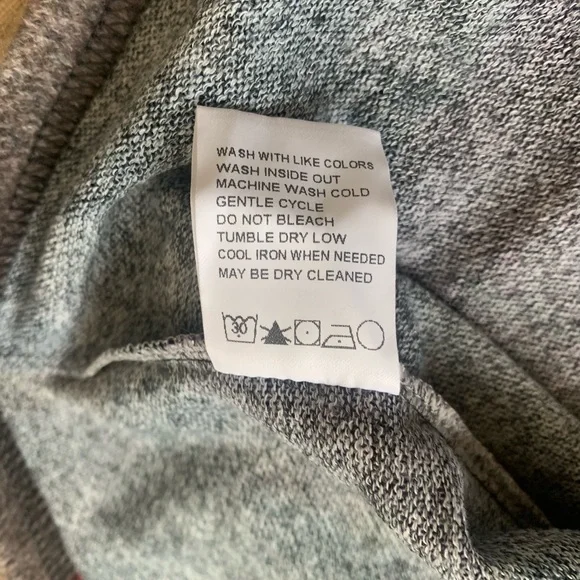 WASH WITH LIKE COLORS
WASH INSIDE OUT
MACHINE WASH COLD
GENTLE CYCLE
DO NOT BLEACH
TUMBLE DRY LOW
COOL IRON WHEN NEEDED
MAY BE DRY CLEANED
30